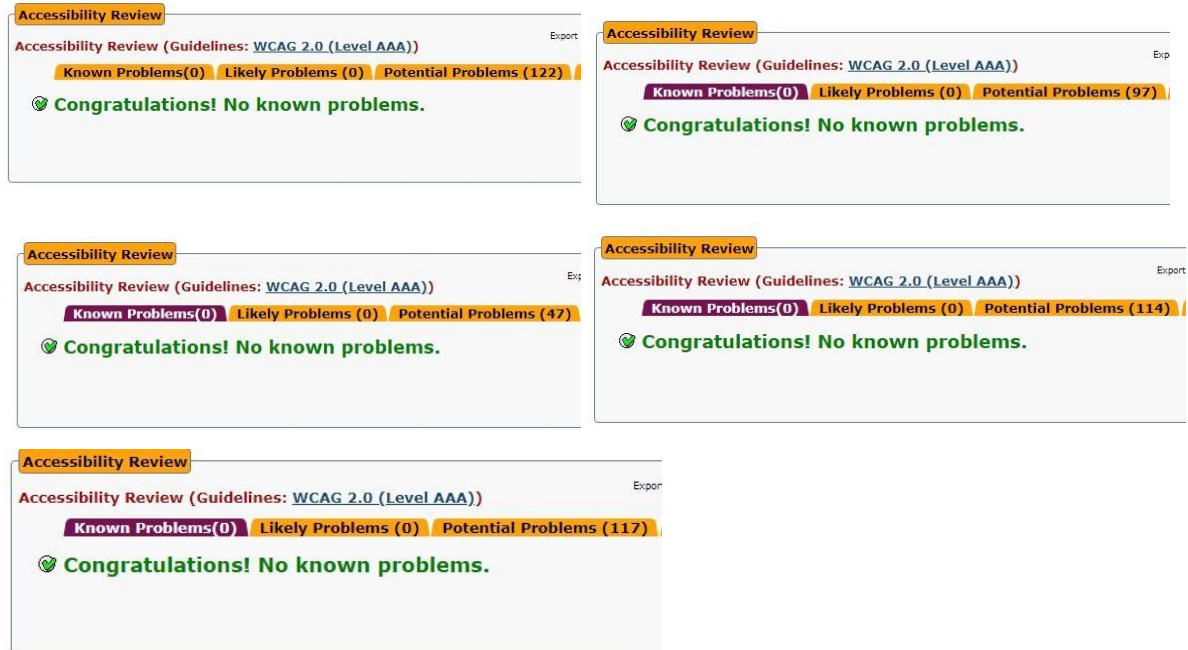 Accessibility Review
Export
Accessibility Review (Guidelines: WCAG 2.0 (Level AAA))
Known Problems(0) Likely Problems (0) Potential Problems (122)
Congratulations! No known problems.
Accessibility Review
Exp
Accessibility Review (Guidelines: WCAG 2.0 (Level AAA))
Known Problems(0) Likely Problems (0) Potential Problems (97)
Congratulations! No known problems.
Accessibility Review
Exp
Accessibility Review (Guidelines: WCAG 2.0 (Level AAA))
Known Problems(0) Likely Problems (0) Potential Problems (47)
Congratulations! No known problems.
Accessibility Review
Export
Accessibility Review (Guidelines: WCAG 2.0 (Level AAA))
Known Problems(0) Likely Problems (0) Potential Problems (114)
Congratulations! No known problems.
Accessibility Review
Expor
Accessibility Review (Guidelines: WCAG 2.0 (Level AAA))
Known Problems(0) Likely Problems (0) Potential Problems (117)
Congratulations! No known problems.